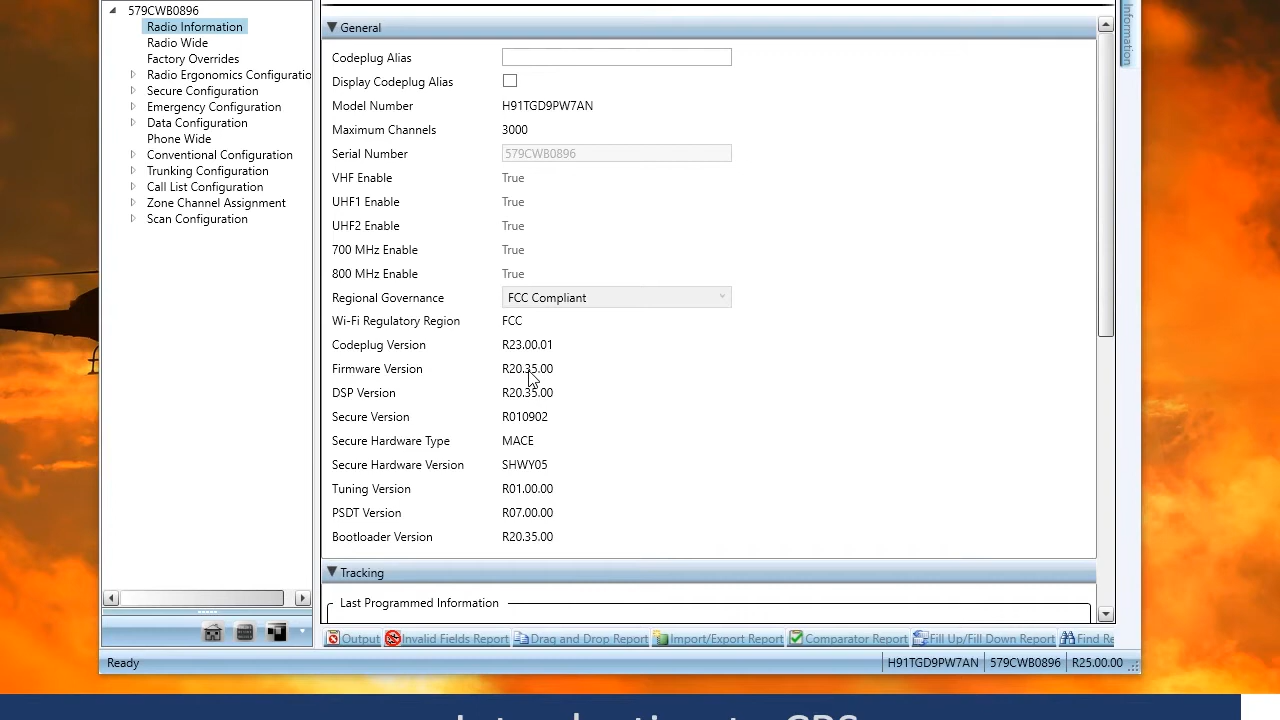 579CWB0896
Radio Information
Radio Wide
Factory Overrides
Radio Ergonomics Configuratio
Secure Configuration
Emergency Configuration
Data Configuration
Phone Wide
Conventional Configuration
Trunking Configuration
Call List Configuration
Zone Channel Assignment
Scan Configuration
General
Codeplug Alias
Display Codeplug Alias
Model Number H91TGD9PW7AN
Maximum Channels 3000
Serial Number 579CWB0896
VHF Enable True
UHF1 Enable True
UHF2 Enable True
700 MHz Enable True
800 MHz Enable True
Regional Governance FCC Compliant
Wi-Fi Regulatory Region FCC
Codeplug Version R23.00.01
Firmware Version R20.35.00
DSP Version R20.35.00
Secure Version R010902
Secure Hardware Type MACE
Secure Hardware Version SHWY05
Tuning Version R01.00.00
PSDT Version R07.00.00
Bootloader Version R20.35.00
Tracking
Last Programmed Information
Information
Output Invalid Fields Report Drag and Drop Report Import/Export Report Comparator Report Fill Up/Fill Down Report Find Re
Ready H91TGD9PW7AN 579CWB0896 R25.00.00
Introduction to CPS